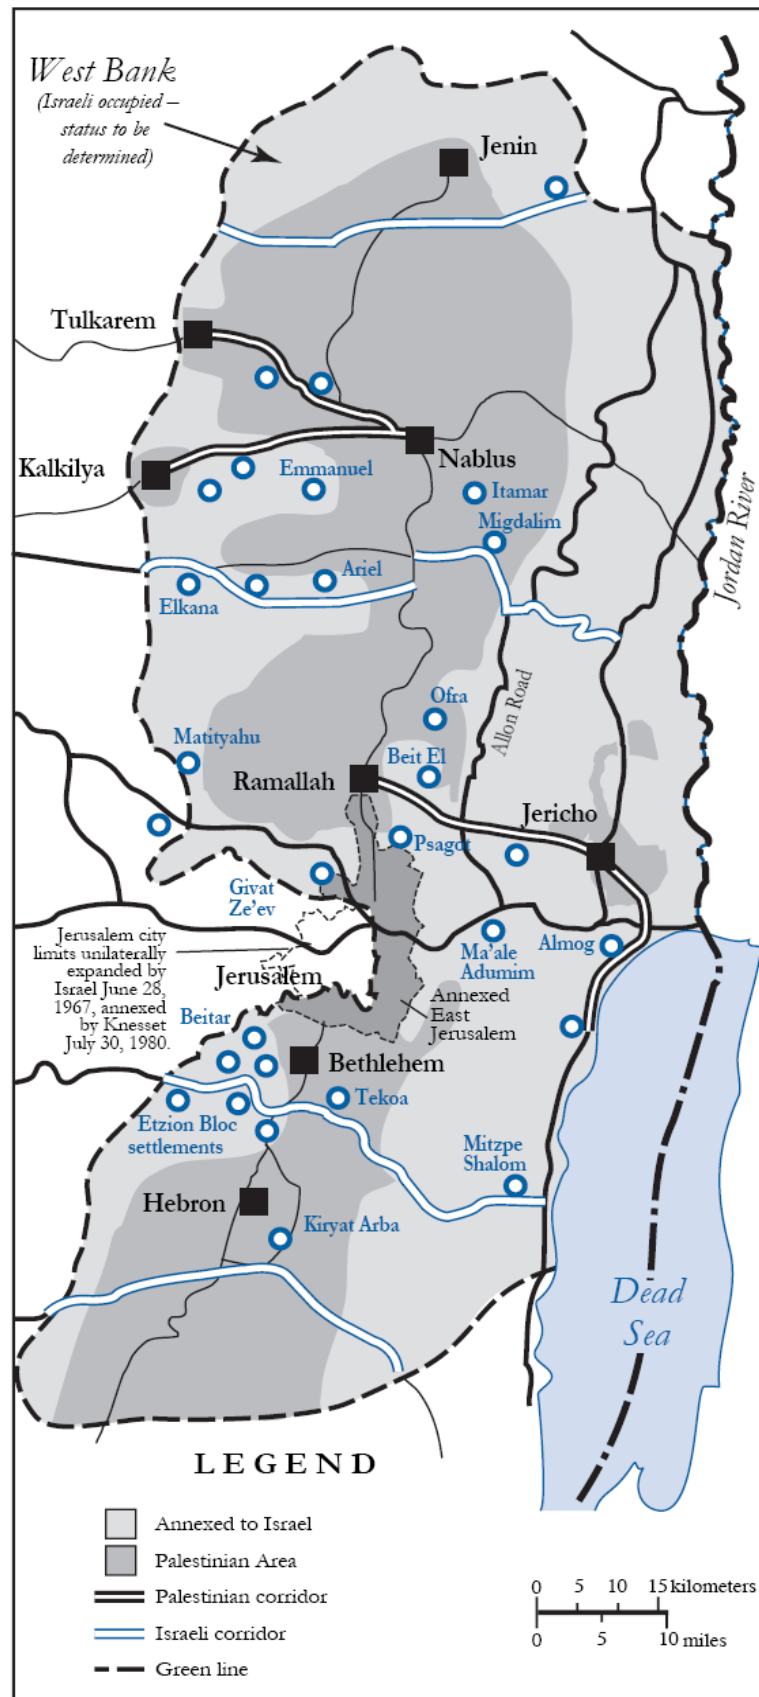 West Bank
(Israeli occupied –
status to be
determined)
Jenin
Tulkarem
Kalkilya
Nablus
Emmanuel
Itamar
Migdalim
Ariel
Elkana
Jordan River
Ofra
Allon Road
Matityahu
Beit El
Ramallah
Jericho
Psagot
Givat
Ze'ev
Ma'ale
Adumim
Almog
Jerusalem city
limits unilaterally
expanded by
Israel June 28,
1967, annexed
by Knesset
July 30, 1980.
Jerusalem
Annexed
East
Jerusalem
Beitar
Bethlehem
Tekoa
Etzion Bloc
settlements
Mitzpe
Shalom
Hebron
Kiryat Arba
Dead
Sea
LEGEND
Annexed to Israel
Palestinian Area
Palestinian corridor
Israeli corridor
Green line
0 5 10 15 kilometers
0 5 10 miles